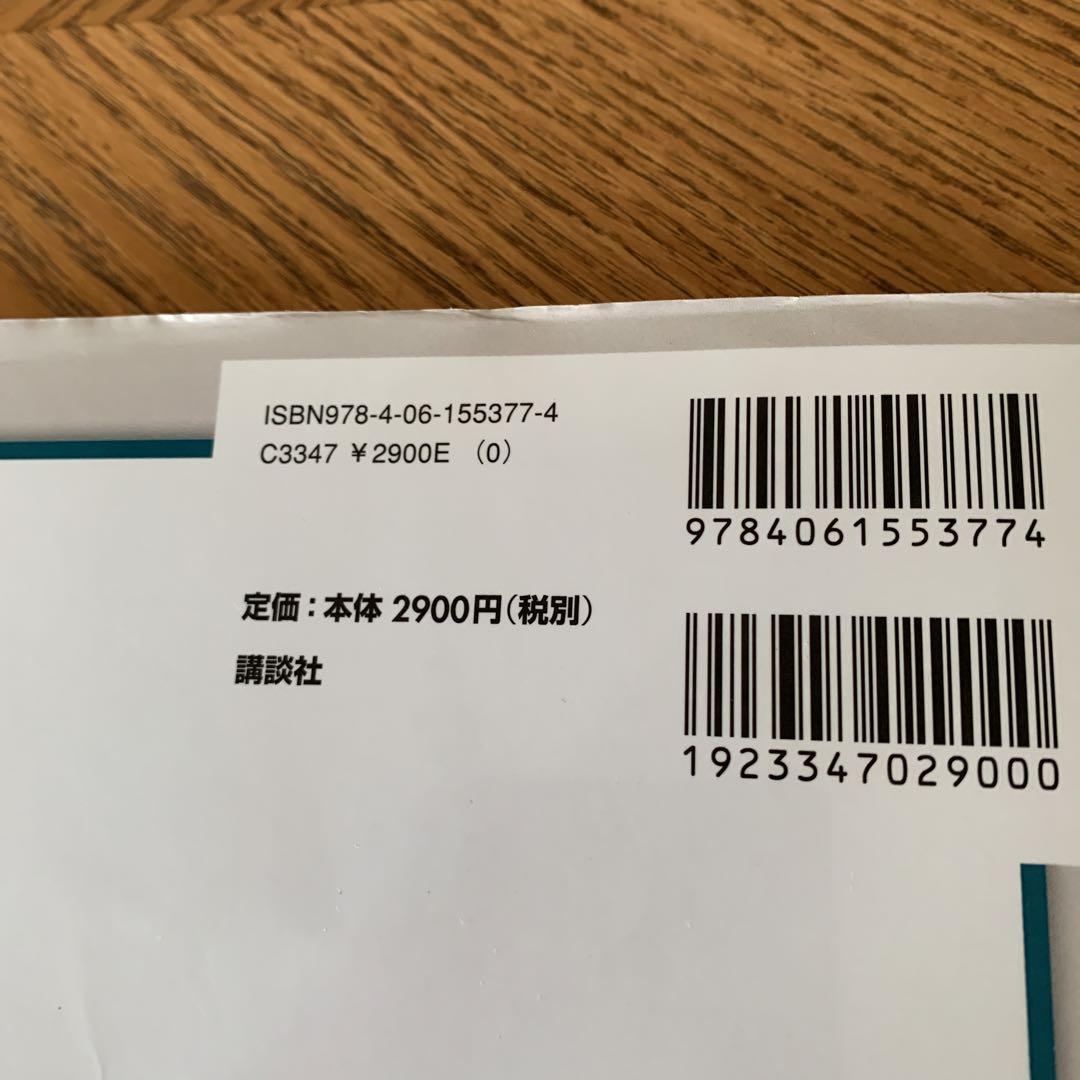 ISBN978-4-06-155377-4
C3347 ¥2900E (0)
定価：本体 2900円（税別）
講談社
9784061553774
1923347029000